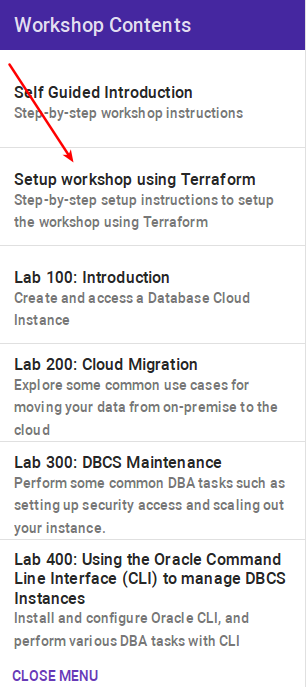 Workshop Contents
Self Guided Introduction
Step-by-step workshop instructions
Setup workshop using Terraform
Step-by-step setup instructions to setup
the workshop using Terraform
Lab 100: Introduction
Create and access a Database Cloud
Instance
Lab 200: Cloud Migration
Explore some common use cases for
moving your data from on-premise to the
cloud
Lab 300: DBCS Maintenance
Perform some common DBA tasks such as
setting up security access and scaling out
your instance.
Lab 400: Using the Oracle Command
Line Interface (CLI) to manage DBCS
Instances
Install and configure Oracle CLI, and
perform various DBA tasks with CLI
CLOSE MENU